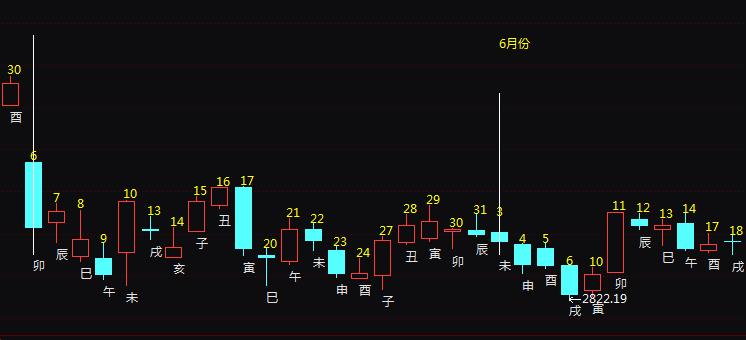 6月份
30
酉
6
卯
7
辰
8
巳
9
午
10
未
13
戌
14
亥
15
子
16
丑
17
寅
20
巳
21
午
22
未
23
申
24
酉
27
子
28
丑
29
寅
30
卯
31
辰
3
未
4
申
5
酉
6
戌
←2822.19
10
寅
11
卯
12
辰
13
巳
14
午
17
酉
18
戌